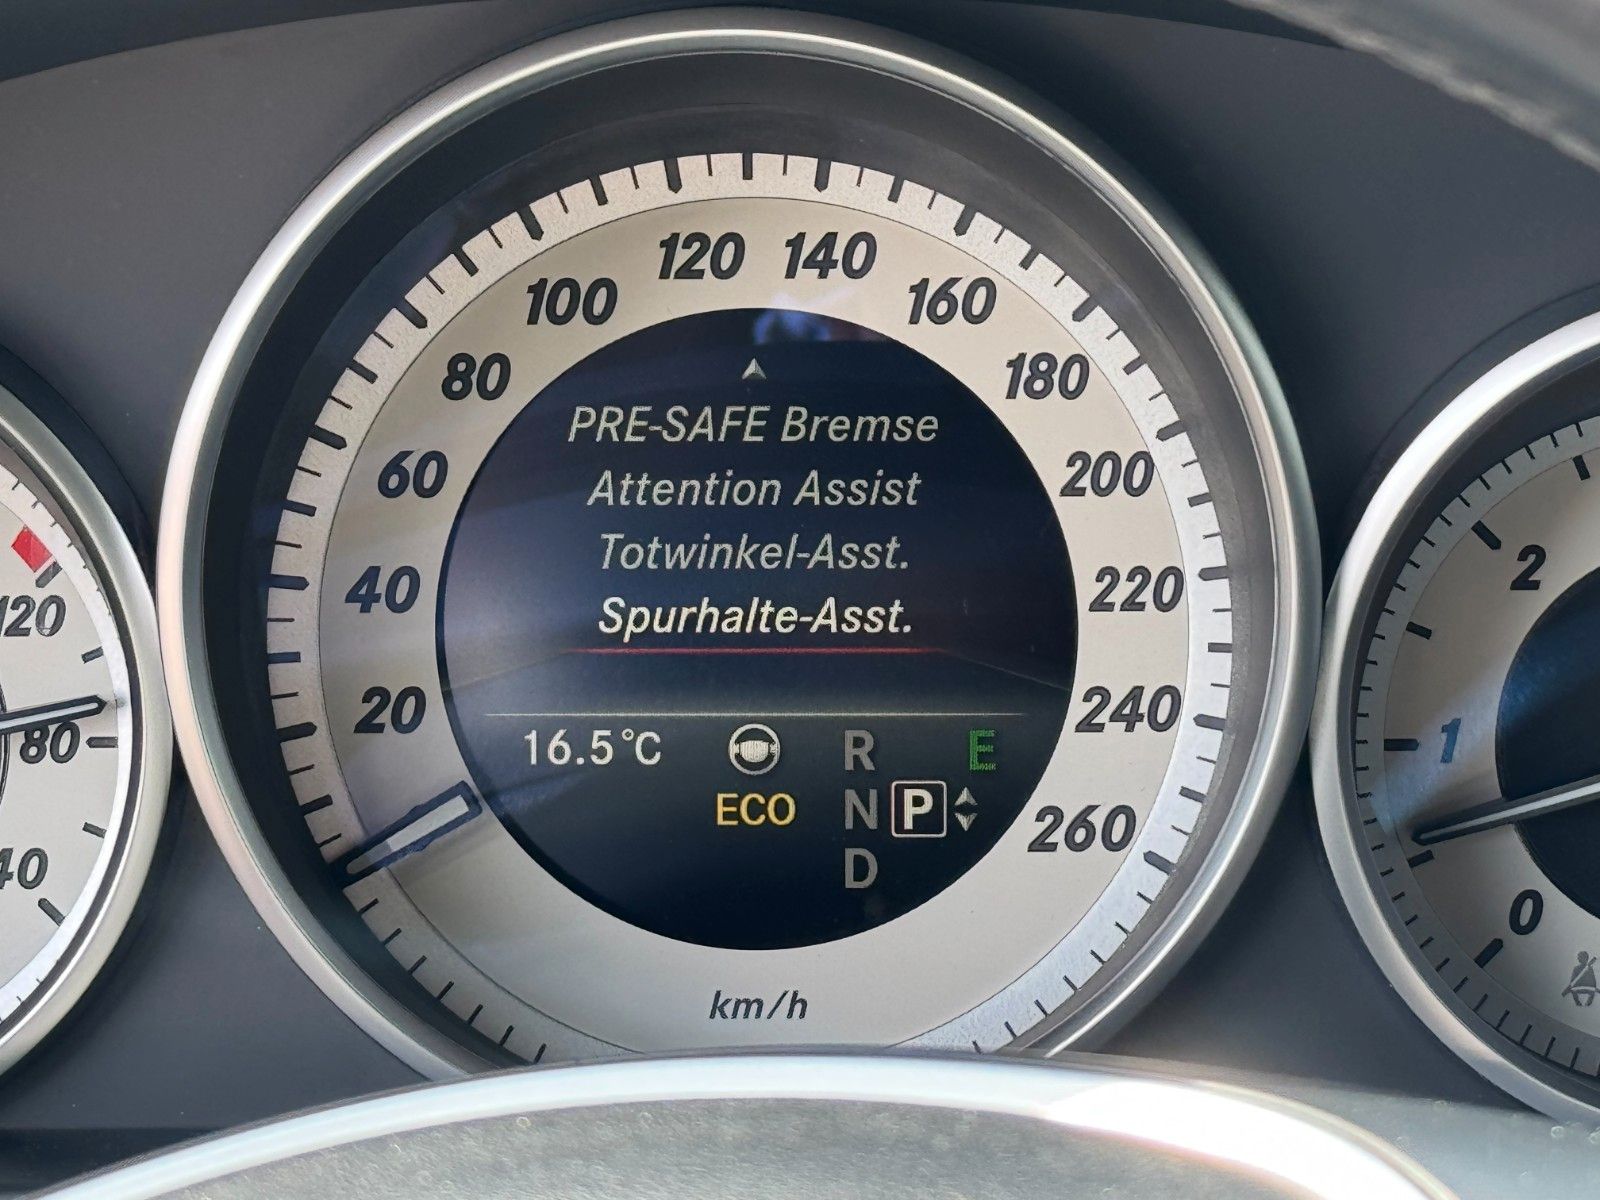 120 140
100 160
80 180
60 200
40 220
20 240
260
PRE-SAFE Bremse
Attention Assist
Totwinkel-Asst.
Spurhalte-Asst.
16.5°C R E
ECO N P
D
km/h
120
80
40
2
1
0